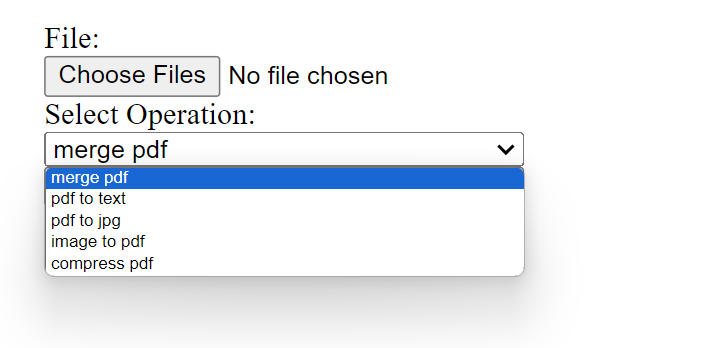 File:
Choose Files No file chosen
Select Operation:
merge pdf
merge pdf
pdf to text
pdf to jpg
image to pdf
compress pdf